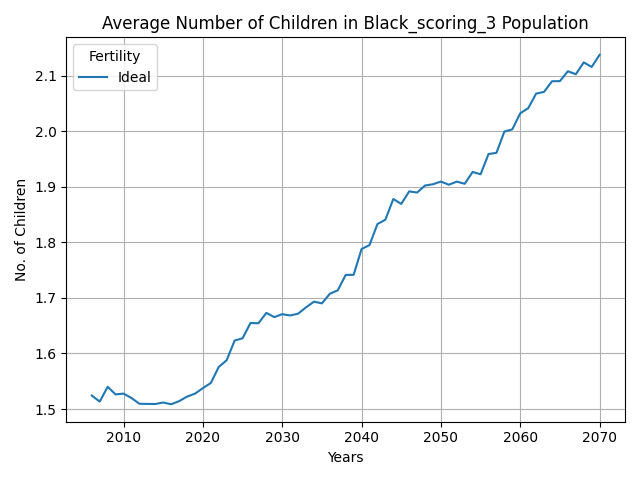 Average Number of Children in Black_scoring_3 Population
Fertility
Ideal
No. of Children
2.1
2.0
1.9
1.8
1.7
1.6
1.5
2010 2020 2030 2040 2050 2060 2070
Years